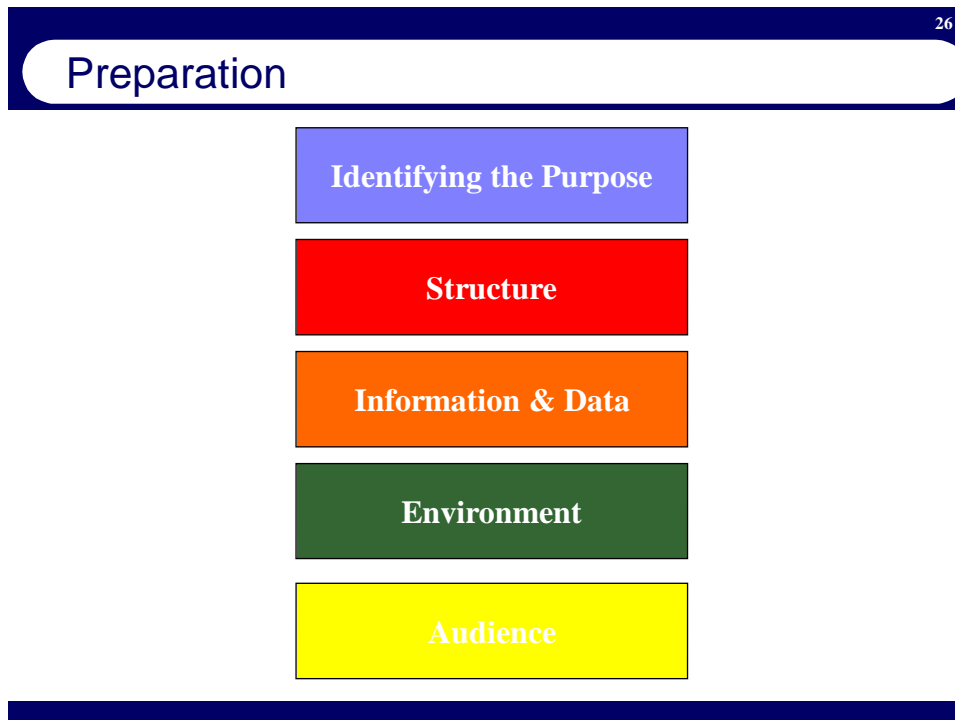 26
Preparation
Identifying the Purpose
Structure
Information & Data
Environment
Audience